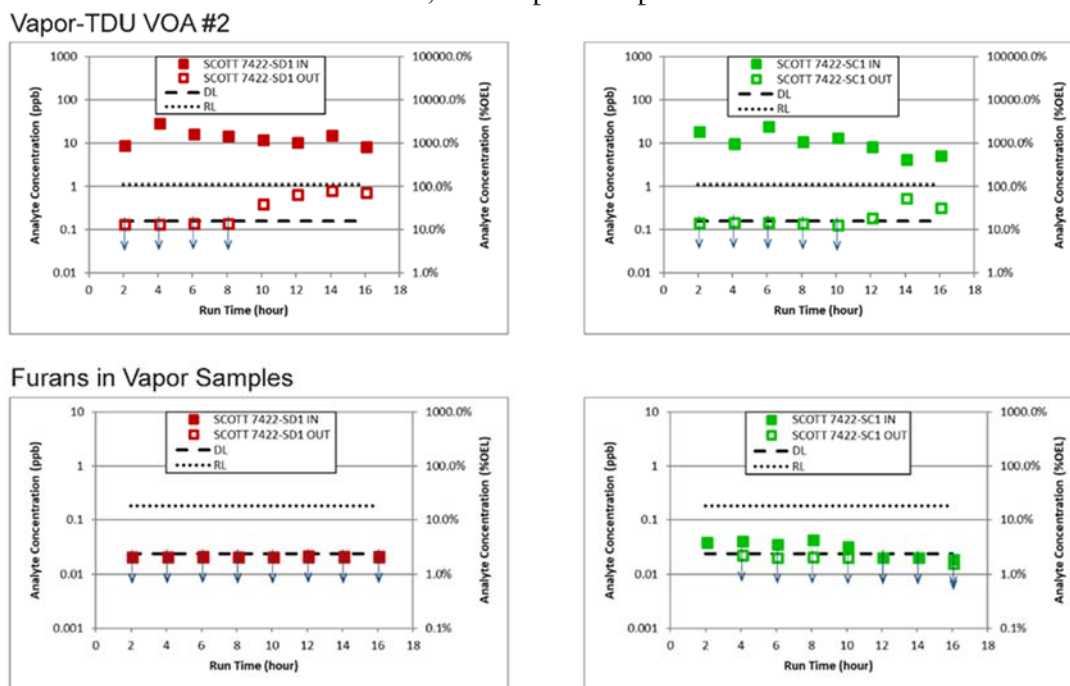 Vapor-TDU VOA #2
SCOTT 7422-SD1 IN
SCOTT 7422-SD1 OUT
DL
RL
Analyte Concentration (ppb)
1000
100
10
1
0.1
0.01
100000.0%
10000.0%
1000.0%
100.0%
10.0%
1.0%
Analyte Concentration (%OEL)
0 2 4 6 8 10 12 14 16 18
Run Time (hour)
SCOTT 7422-SC1 IN
SCOTT 7422-SC1 OUT
DL
RL
Analyte Concentration (ppb)
1000
100
10
1
0.1
0.01
100000.0%
10000.0%
1000.0%
100.0%
10.0%
1.0%
Analyte Concentration (%OEL)
0 2 4 6 8 10 12 14 16 18
Run Time (hour)
Furans in Vapor Samples
SCOTT 7422-SD1 IN
SCOTT 7422-SD1 OUT
DL
RL
Analyte Concentration (ppb)
10
1
0.1
0.01
0.001
1000.0%
100.0%
10.0%
1.0%
0.1%
Analyte Concentration (%OEL)
0 2 4 6 8 10 12 14 16 18
Run Time (hour)
SCOTT 7422-SC1 IN
SCOTT 7422-SC1 OUT
DL
RL
Analyte Concentration (ppb)
10
1
0.1
0.01
0.001
1000.0%
100.0%
10.0%
1.0%
0.1%
Analyte Concentration (%OEL)
0 2 4 6 8 10 12 14 16 18
Run Time (hour)